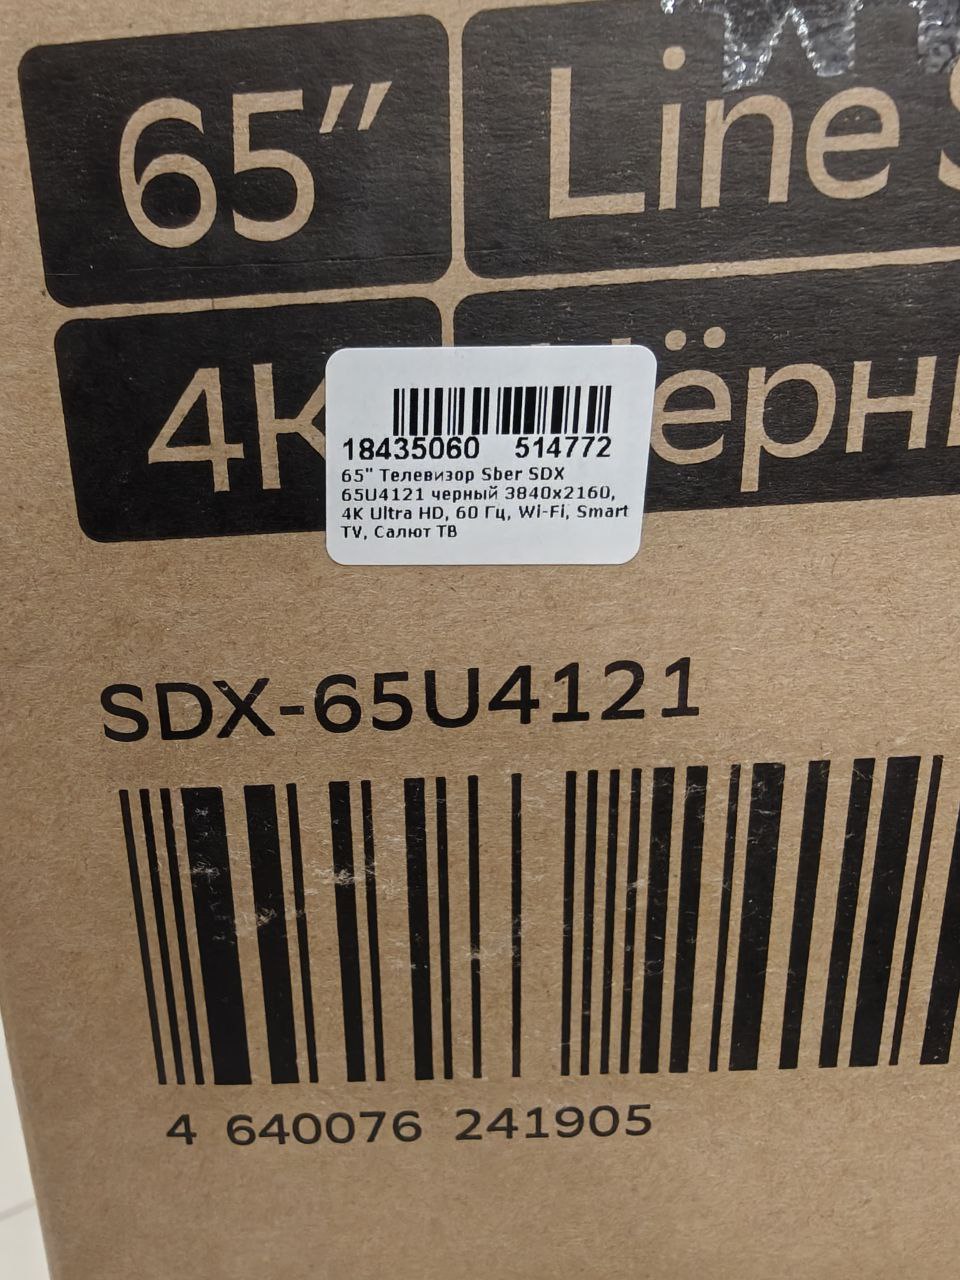 65″
Line
4K
18435060 514772
65" Телевизор Sber SDX
65U4121 черный 3840x2160,
4K Ultra HD, 60 Гц, Wi-Fi, Smart
TV, Салют ТВ
SDX-65U4121
4 640076 241905